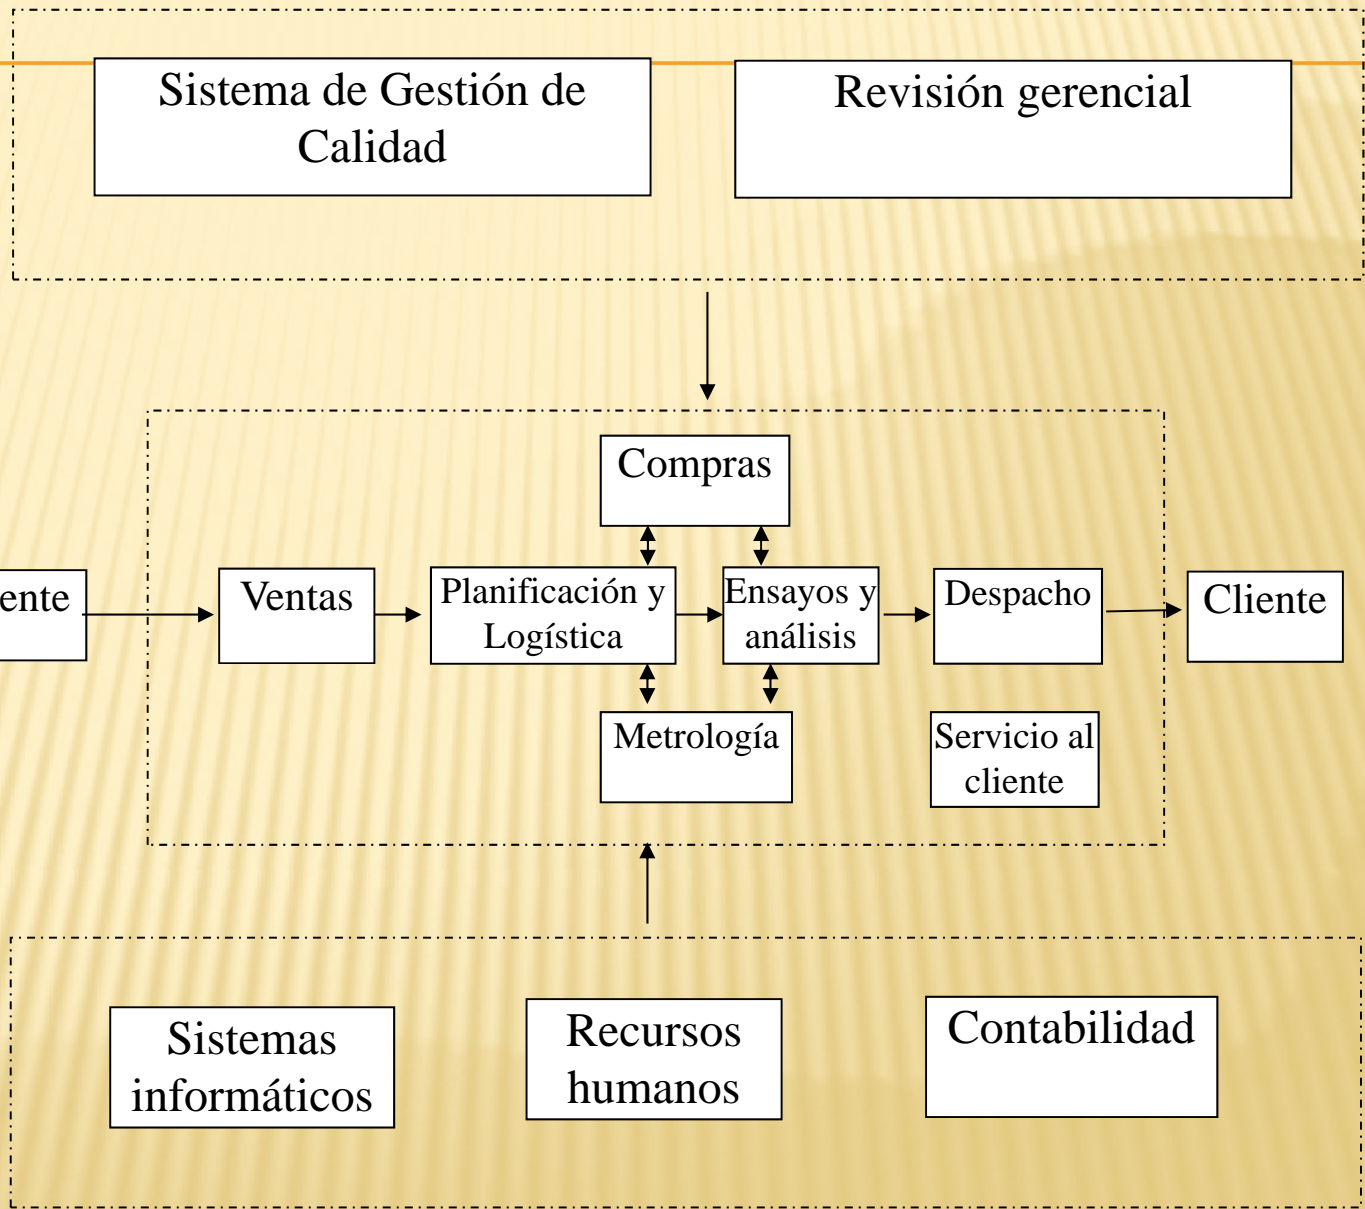 Sistema de Gestión de
Calidad
Revisión gerencial
Compras
ente
Ventas
Planificación y
Logística
Ensayos y
análisis
Despacho
Cliente
Metrología
Servicio al
cliente
Sistemas
informáticos
Recursos
humanos
Contabilidad